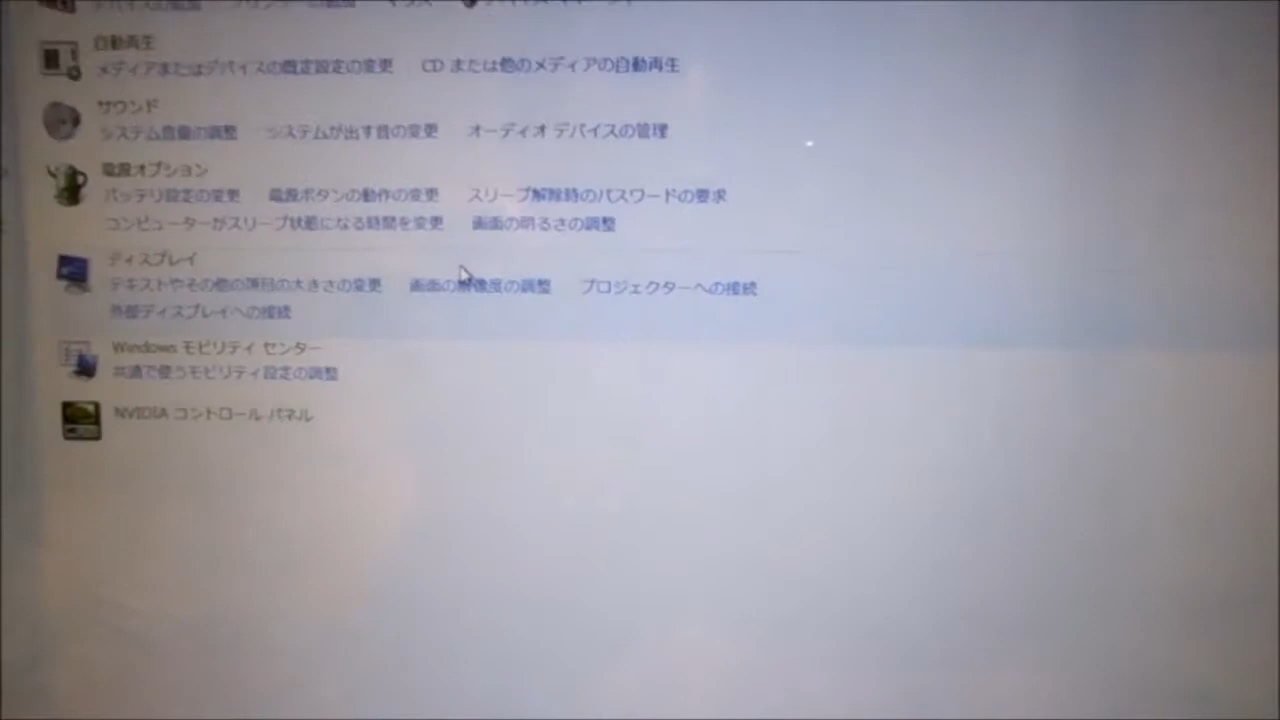 自動再生
メディアまたはデバイスの既定設定の変更 CD または他のメディアの自動再生
サウンド
システム音量の調整 システムが出す音の変更 オーディオ デバイスの管理
電源オプション
バッテリ設定の変更 電源ボタンの動作の変更 スリープ解除時のパスワードの要求
コンピューターがスリープ状態になる時間を変更 画面の明るさの調整
ディスプレイ
テキストやその他の項目の大きさの変更 画面の解像度の調整 プロジェクターへの接続
外部ディスプレイへの接続
Windows モビリティ センター
共通で使うモビリティ設定の調整
NVIDIA コントロール パネル